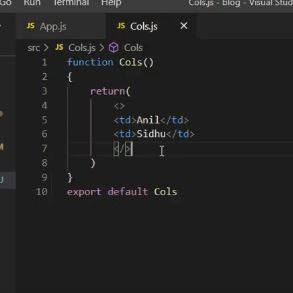 Go Run Terminal Help Cols.js - blog - Visual Stud
JS App.js JS Cols.js ×
src > JS Cols.js > Cols
1 function Cols()
2 {
3 return(
4 <>
5 <td>Anil</td>
6 <td>Sidhu</td>
7 </>
8 )
9 }
10 export default Cols
M
U